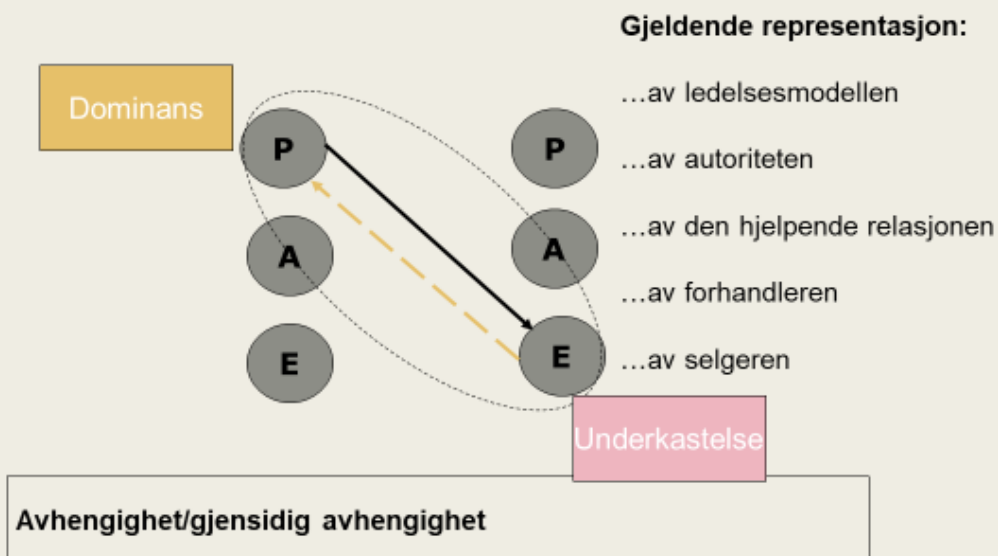 Gjeldende representasjon:
Dominans
...av ledelsesmodellen
P
P
...av autoriteten
A
A
...av den hjelpende relasjonen
...av forhandleren
E
E
...av selgeren
Underkastelse
Avhengighet/gjensidig avhengighet